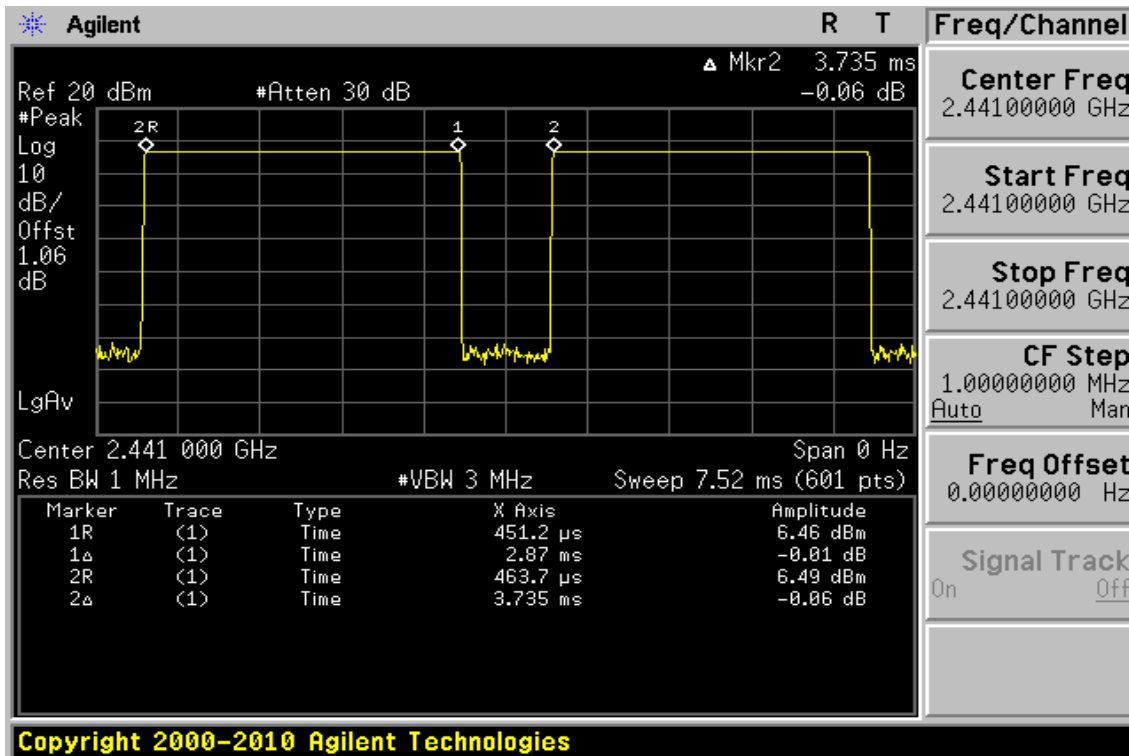 Agilent R T
Freq/Channel
Δ Mkr2 3.735 ms
Ref 20 dBm #Atten 30 dB -0.06 dB
#Peak
Log
10
dB/
Offst
1.06
dB
LgAv
2R 1 2
Center 2.441 000 GHz Span 0 Hz
Res BW 1 MHz #VBW 3 MHz Sweep 7.52 ms (601 pts)
Marker Trace Type X Axis Amplitude
1R (1) Time 451.2 µs 6.46 dBm
1Δ (1) Time 2.87 ms -0.01 dB
2R (1) Time 463.7 µs 6.49 dBm
2Δ (1) Time 3.735 ms -0.06 dB
Center Freq
2.44100000 GHz
Start Freq
2.44100000 GHz
Stop Freq
2.44100000 GHz
CF Step
1.00000000 MHz
Auto Man
Freq Offset
0.00000000 Hz
Signal Track
On Off
Copyright 2000-2010 Agilent Technologies